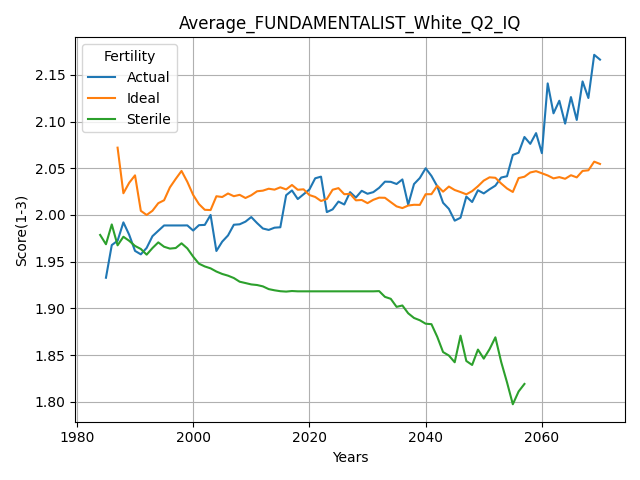 Average_FUNDAMENTALIST_White_Q2_IQ
Fertility
Actual
Ideal
Sterile
Score(1-3)
2.15
2.10
2.05
2.00
1.95
1.90
1.85
1.80
1980 2000 2020 2040 2060
Years